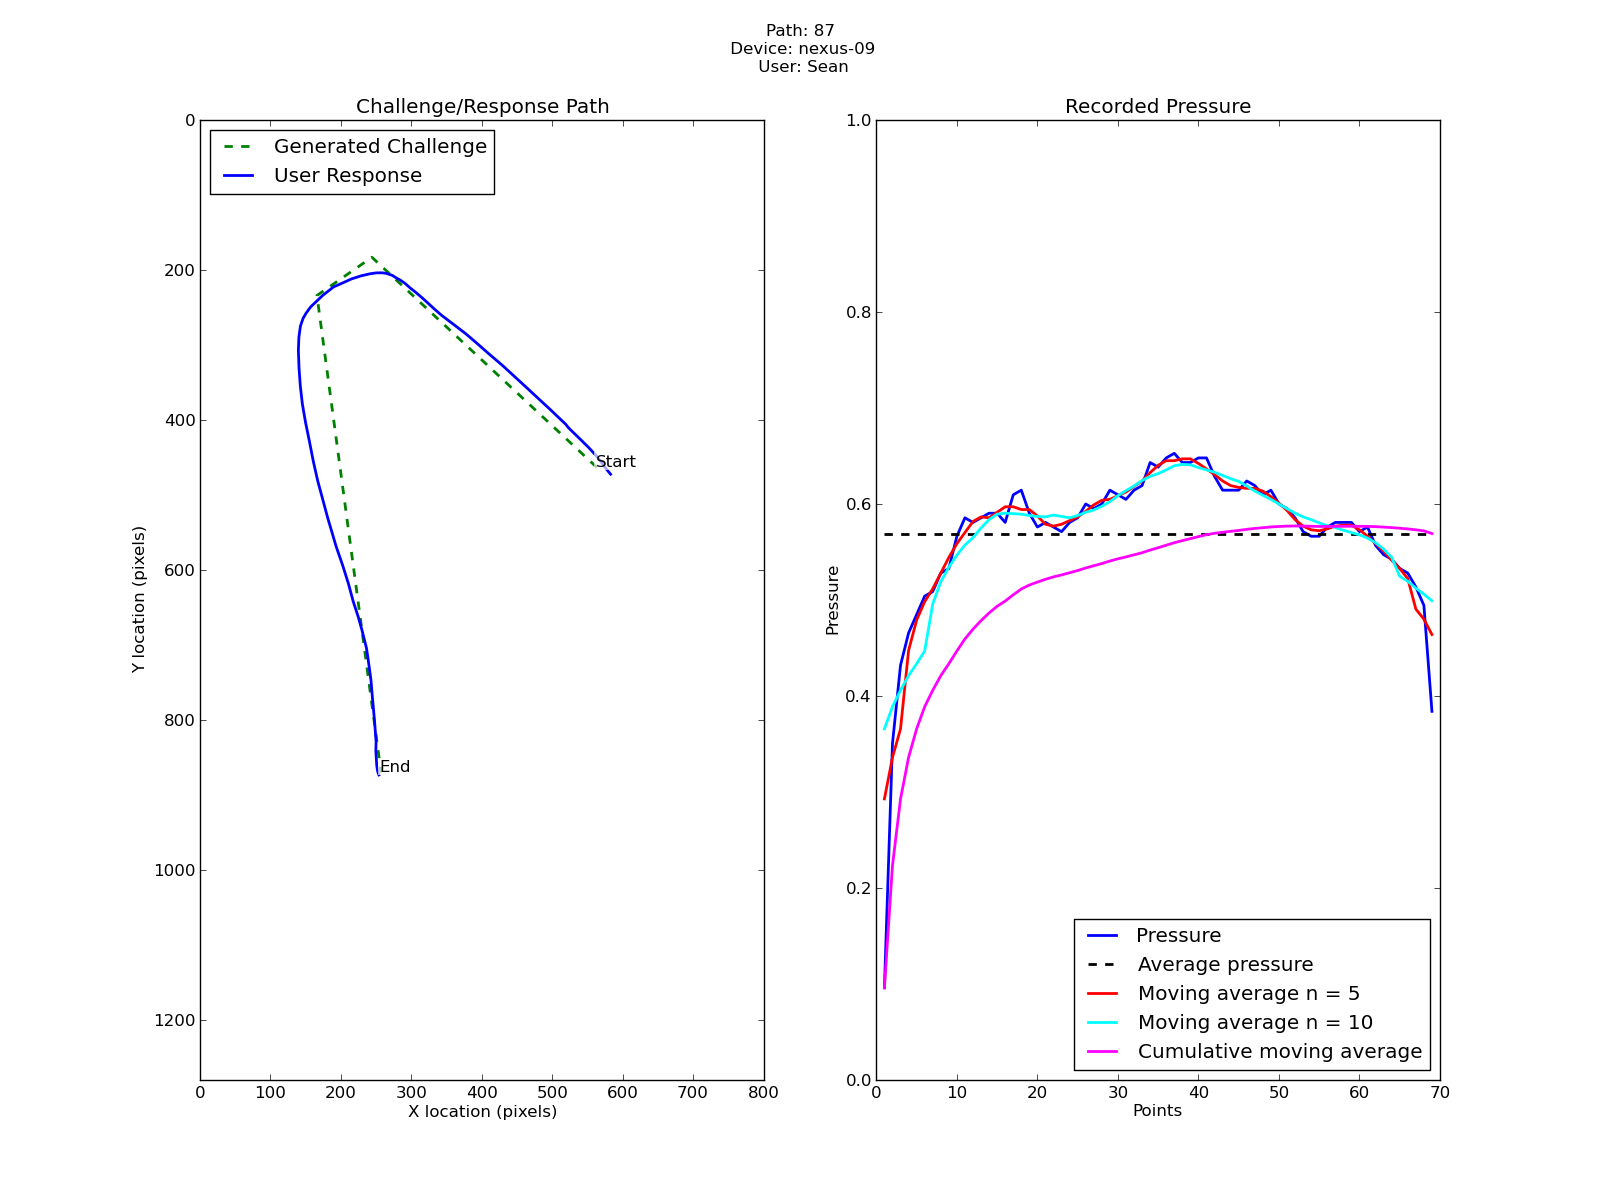 Path: 87
Device: nexus-09
User: Sean
Challenge/Response Path
Generated Challenge
User Response
0
200
400
600
800
1000
1200
Y location (pixels)
Start
End
0 100 200 300 400 500 600 700 800
X location (pixels)
Recorded Pressure
1.0
0.8
0.6
0.4
0.2
0.0
Pressure
Pressure
Average pressure
Moving average n = 5
Moving average n = 10
Cumulative moving average
0 10 20 30 40 50 60 70
Points